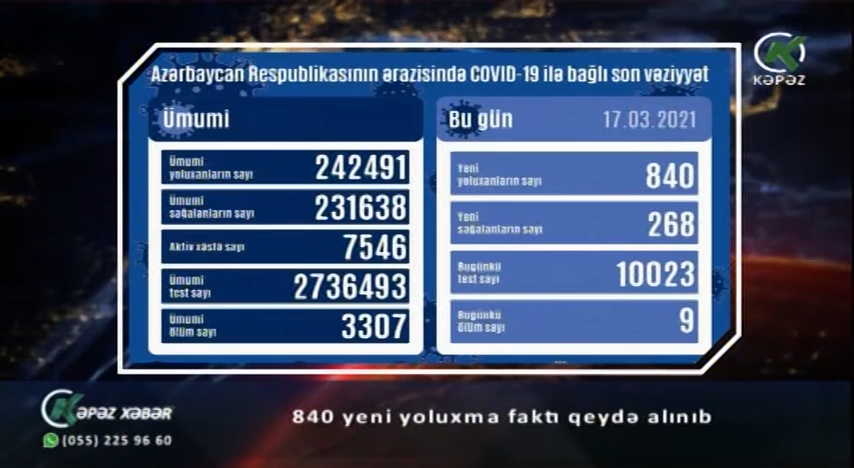 KƏPƏZ
Azərbaycan Respublikasının ərazisində COVID-19 ilə bağlı son vəziyyət
Ümumi
Ümumi
yoluxanların sayı
242491
Ümumi
sağalanların sayı
231638
Aktiv xəstə sayı
7546
Ümumi
test sayı
2736493
Ümumi
ölüm sayı
3307
Bu gün
17.03.2021
Yeni
yoluxanların sayı
840
Yeni
sağalanların sayı
268
Bugünkü
test sayı
10023
Bugünkü
ölüm sayı
9
KƏPƏZ XƏBƏR
(055) 225 96 60
840 yeni yoluxma faktı qeydə alınıb